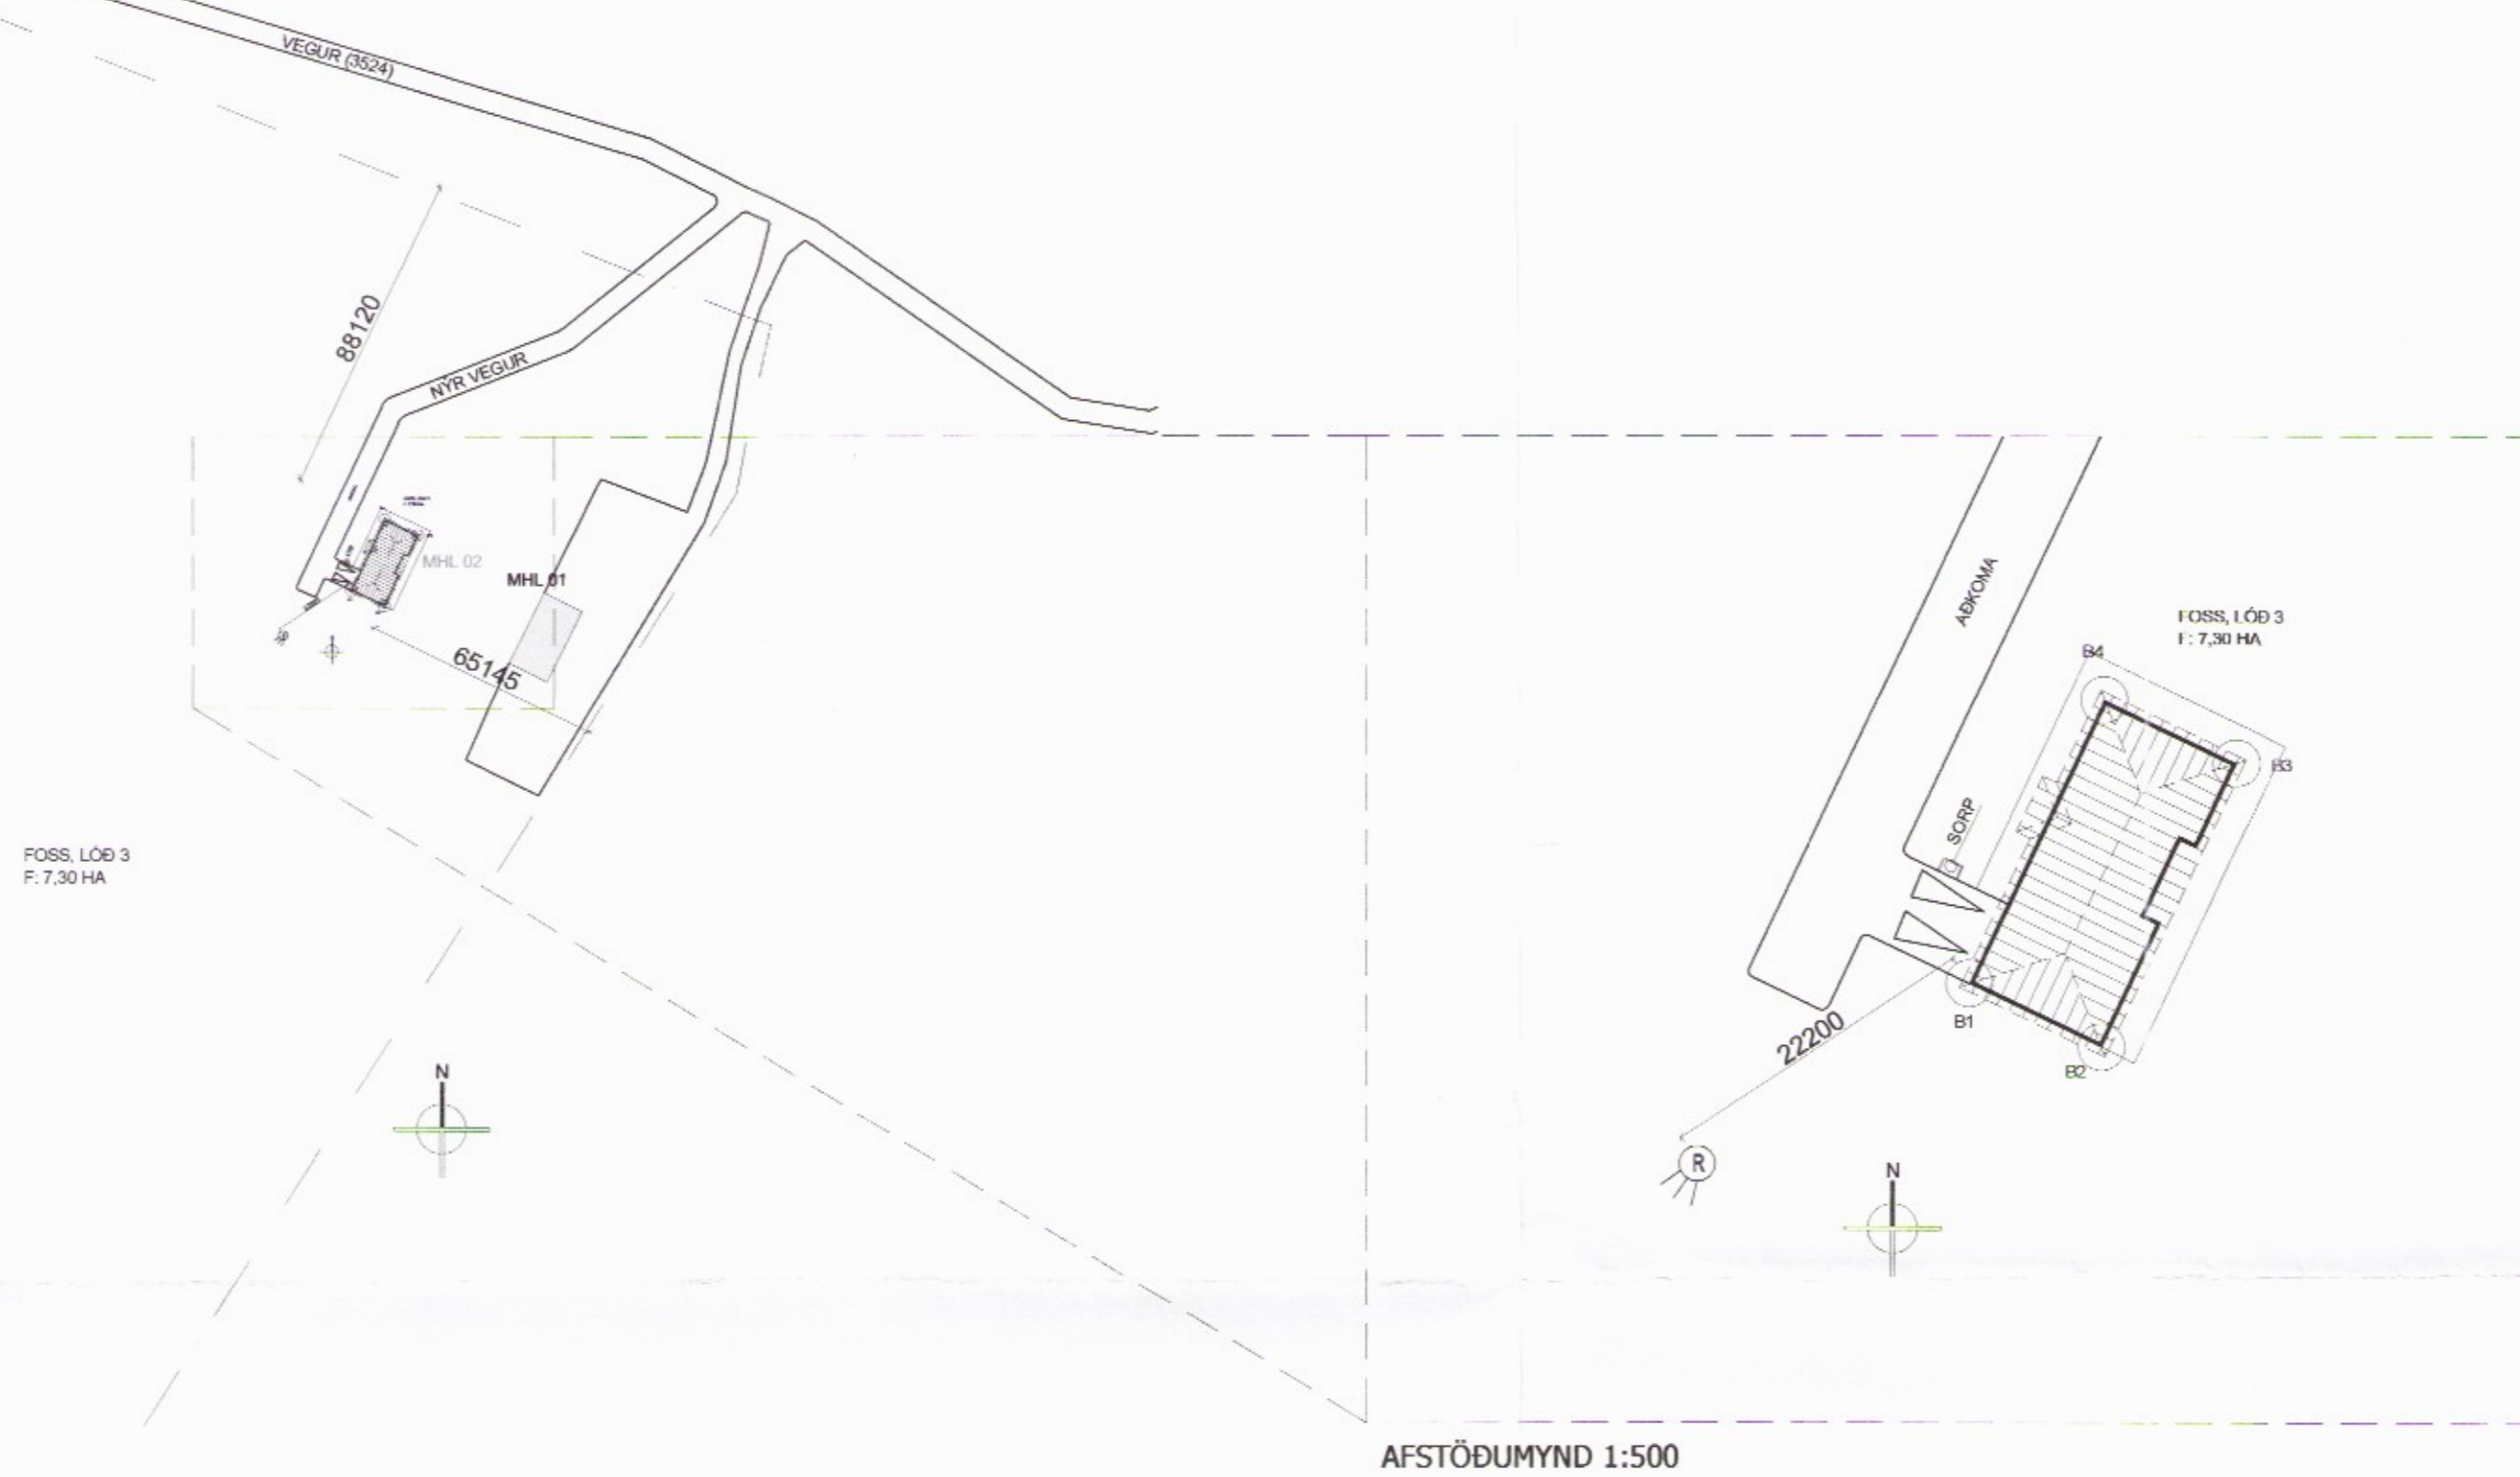 VEGUR (3524)
88120
NÝR VEGUR
MHL 02
MHL 01
65145
FOSS, LÓÐ 3
F: 7,30 HA
N
AÐKOMA
FOSS, LÓÐ 3
F: 7,30 HA
B4
B3
SORP
B1
B2
22200
R
N
AFSTÖÐUMYND 1:500